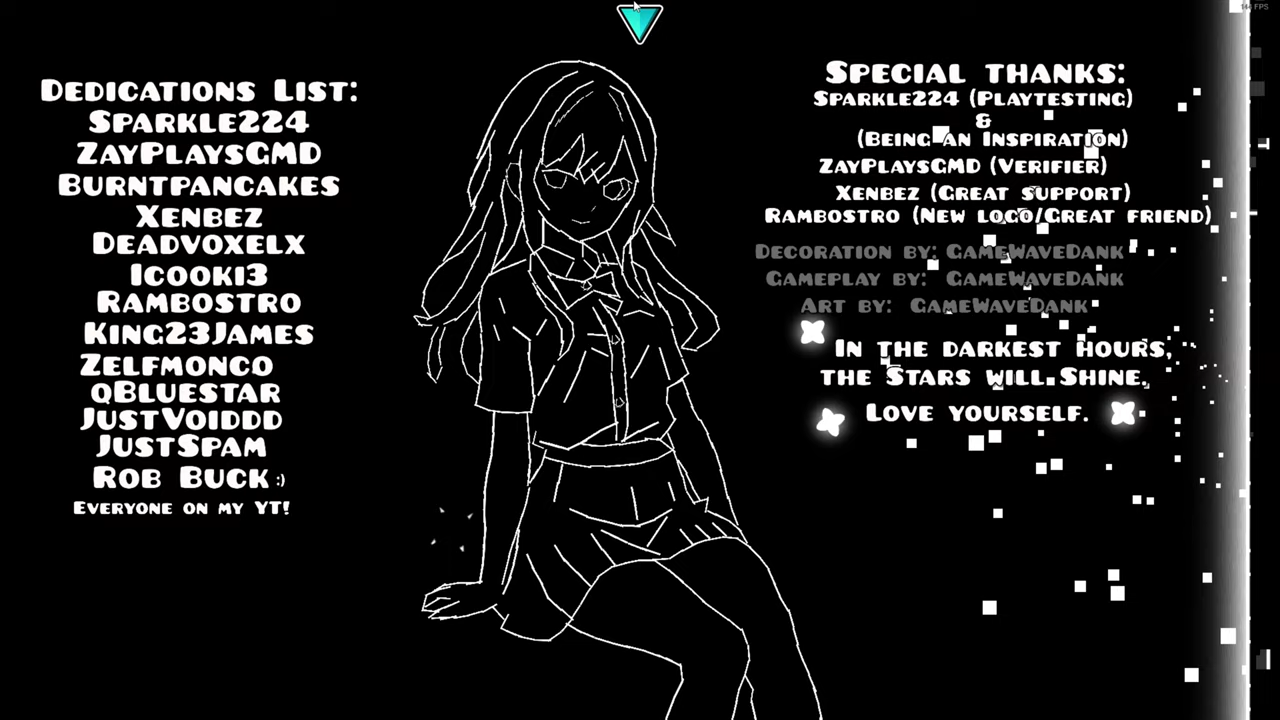 144 FPS
Dedications List:
Sparkle224
ZayPlaysGMD
Burntpancakes
Xenbez
Deadvoxelx
Icooki3
Rambostro
King23James
Zelfmonco
qBluestar
JustVoiddd
JustSpam
Rob Buck :)
Everyone on my YT!
Special thanks:
Sparkle224 (Playtesting)
&
(Being an Inspiration)
ZayPlaysGMD (Verifier)
Xenbez (Great support)
Rambostro (New logo/Great friend)
Decoration by: GameWaveDank
Gameplay by: GameWaveDank
Art by: GameWaveDank
In the darkest hours,
the Stars will Shine.
Love yourself.